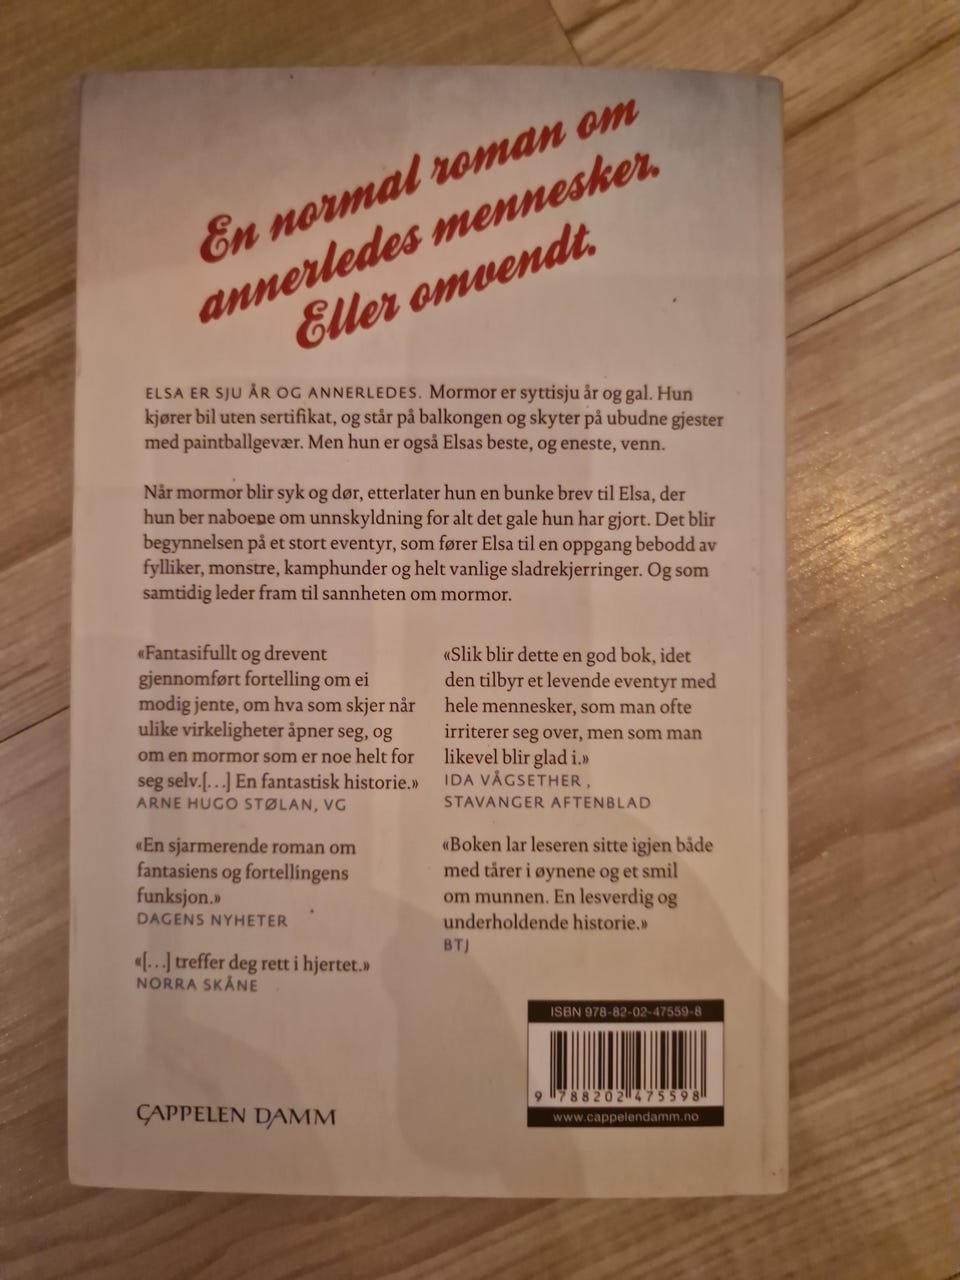 En normal roman om
annerledes mennesker.
Eller omvendt.
ELSA ER SJU ÅR OG ANNERLEDES. Mormor er syttisju år og gal. Hun
kjører bil uten sertifikat, og står på balkongen og skyter på ubudne gjester
med paintballgevær. Men hun er også Elsas beste, og eneste, venn.
Når mormor blir syk og dør, etterlater hun en bunke brev til Elsa, der
hun ber naboene om unnskyldning for alt det gale hun har gjort. Det blir
begynnelsen på et stort eventyr, som fører Elsa til en oppgang bebodd av
fylliker, monstre, kamphunder og helt vanlige sladrekjerringer. Og som
samtidig leder fram til sannheten om mormor.
«Fantasifullt og drevent
gjennomført fortelling om ei
modig jente, om hva som skjer når
ulike virkeligheter åpner seg, og
om en mormor som er noe helt for
seg selv.[...] En fantastisk historie.»
ARNE HUGO STØLAN, VG
«En sjarmerende roman om
fantasiens og fortellingens
funksjon.»
DAGENS NYHETER
«[...] treffer deg rett i hjertet.»
NORRA SKÅNE
«Slik blir dette en god bok, idet
den tilbyr et levende eventyr med
hele mennesker, som man ofte
irriterer seg over, men som man
likevel blir glad i.»
IDA VÅGSETHER,
STAVANGER AFTENBLAD
«Boken lar leseren sitte igjen både
med tårer i øynene og et smil
om munnen. En lesverdig og
underholdende historie.»
BTJ
ISBN 978-82-02-47559-8
9 788202 475598
www.cappelendamm.no
CAPPELEN DAMM